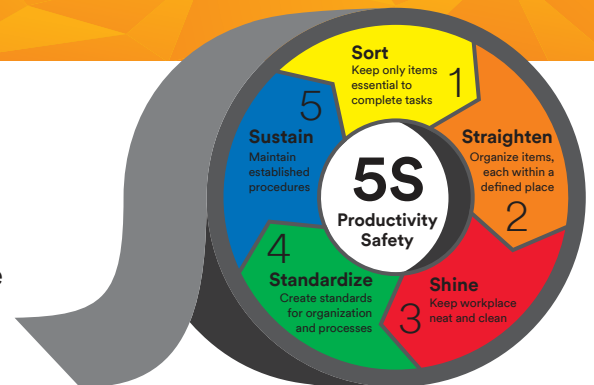 Sort
Keep only items
essential to
complete tasks
1
Straighten
Organize items,
each within a
defined place
2
Shine
Keep workplace
neat and clean
3
4
Standardize
Create standards
for organization
and processes
5
Sustain
Maintain
established
procedures
5S
Productivity
Safety
e